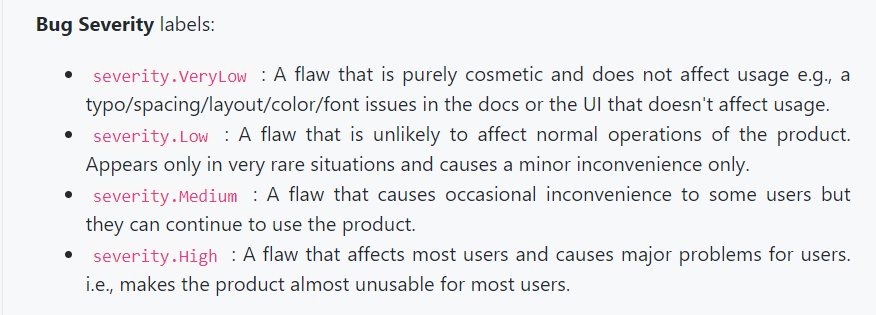 Bug Severity labels:
severity.VeryLow : A flaw that is purely cosmetic and does not affect usage e.g., a
typo/spacing/layout/color/font issues in the docs or the UI that doesn't affect usage.
severity.Low : A flaw that is unlikely to affect normal operations of the product.
Appears only in very rare situations and causes a minor inconvenience only.
severity.Medium : A flaw that causes occasional inconvenience to some users but
they can continue to use the product.
severity.High : A flaw that affects most users and causes major problems for users.
i.e., makes the product almost unusable for most users.